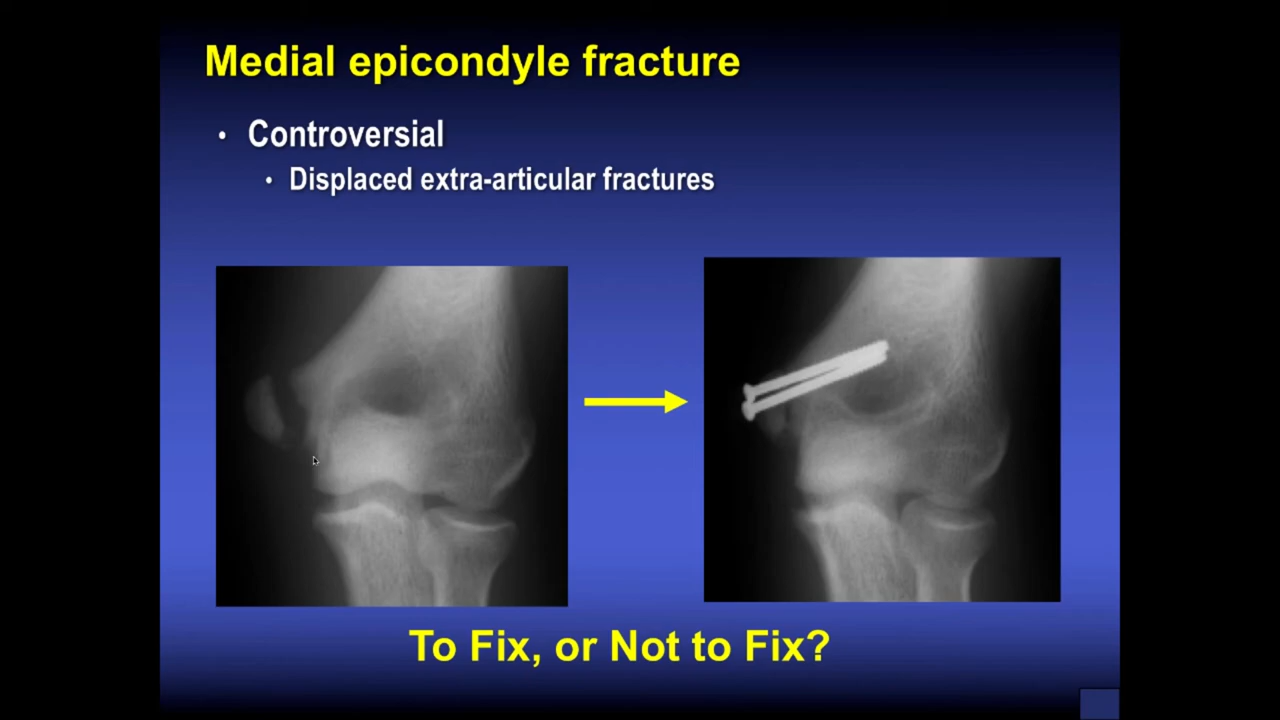 Medial epicondyle fracture
• Controversial
• Displaced extra-articular fractures
To Fix, or Not to Fix?